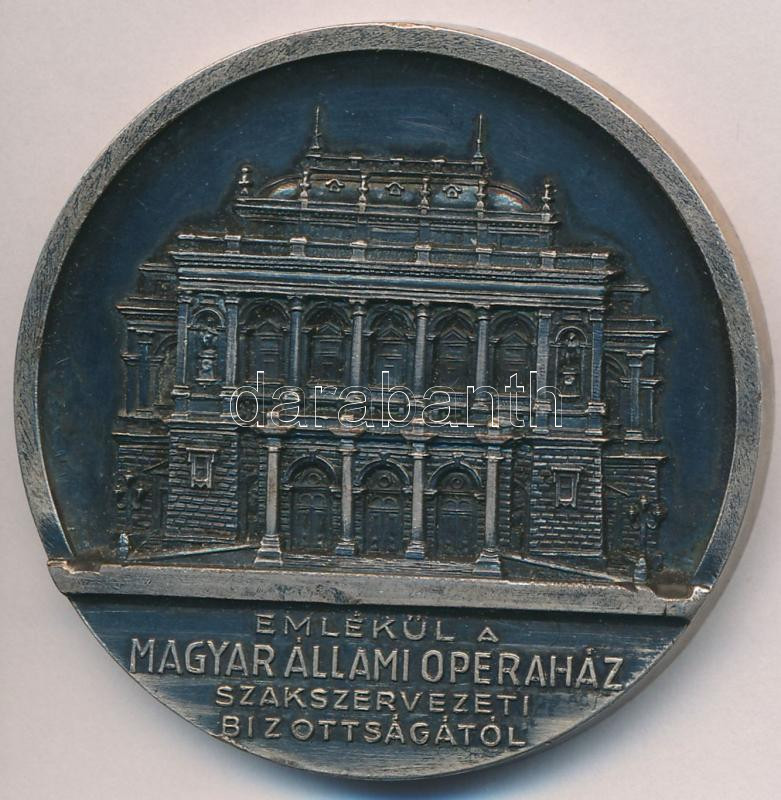 darabanth
EMLÉKÜL A
MAGYAR ÁLLAMI OPERAHÁZ
SZAKSZERVEZETI
BIZOTTSÁGÁTÓL